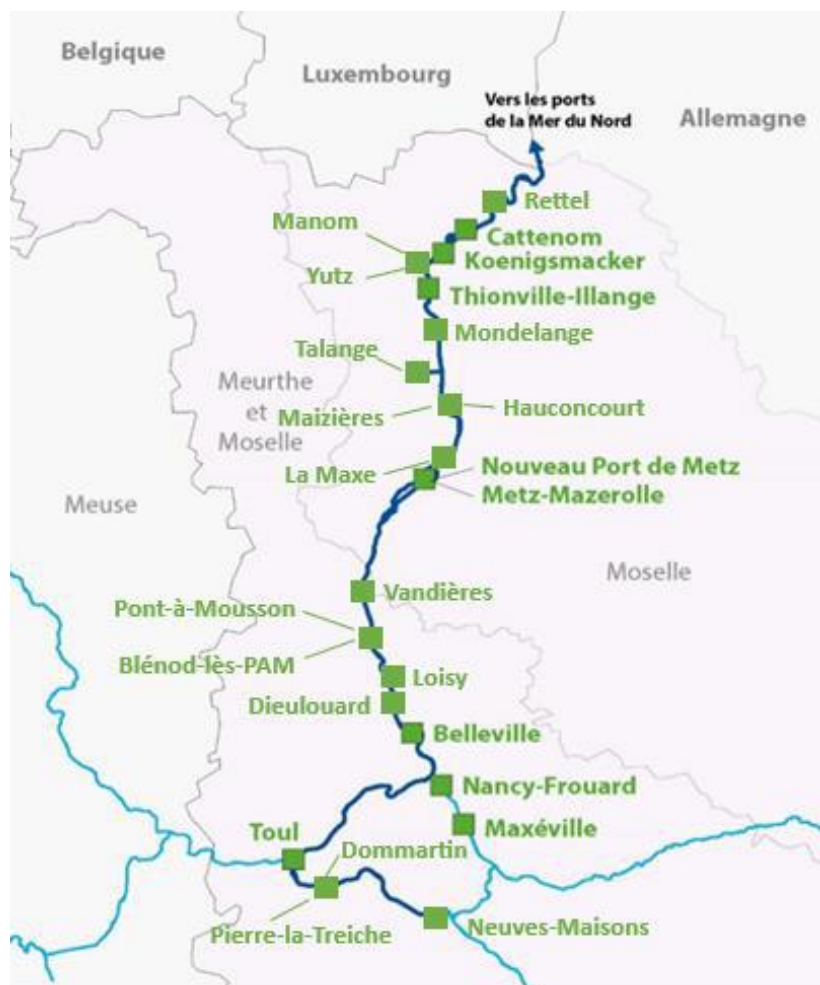 Belgique
Luxembourg
Vers les ports
de la Mer du Nord
Allemagne
Rettel
Manom
Cattenom
Koenigsmacker
Yutz
Thionville-Illange
Mondelange
Talange
Meurthe
et
Moselle
Maizières
Hauconcourt
La Maxe
Nouveau Port de Metz
Metz-Mazerolle
Meuse
Moselle
Vandières
Pont-à-Mousson
Blénod-lès-PAM
Loisy
Dieulouard
Belleville
Nancy-Frouard
Toul
Maxéville
Dommartin
Pierre-la-Treiche
Neuves-Maisons